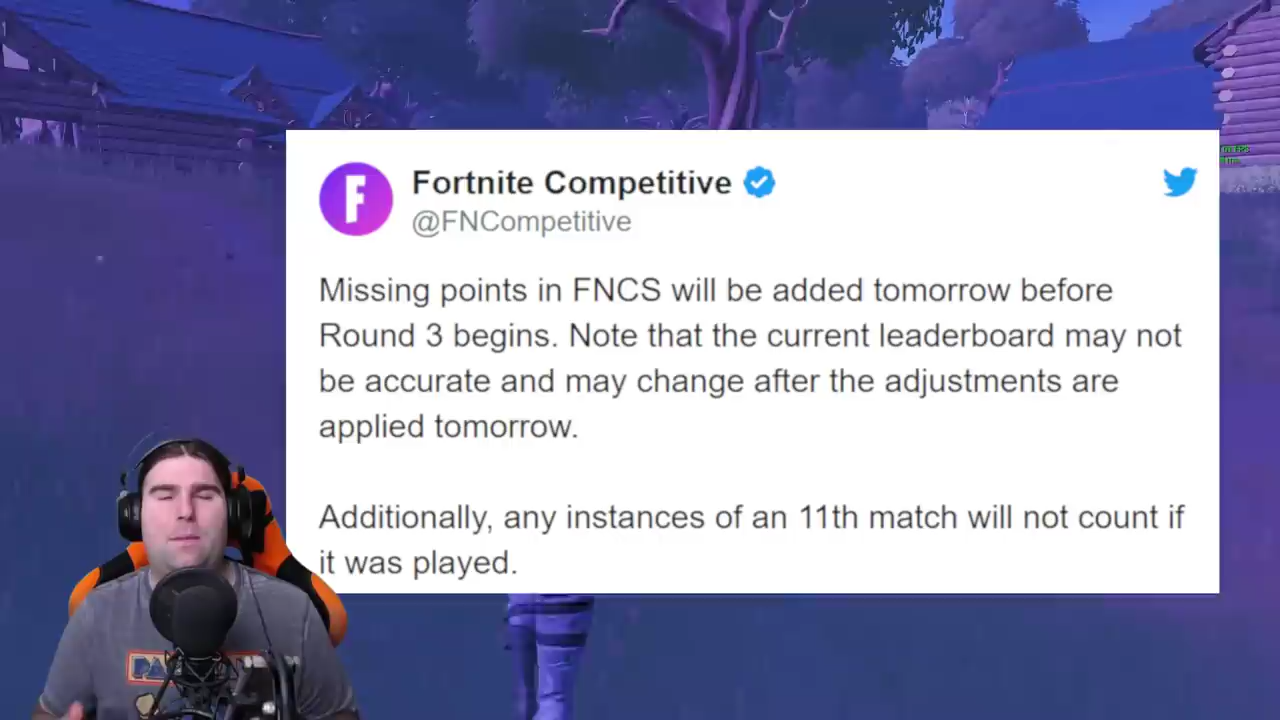 Fortnite Competitive
@FNCompetitive
Missing points in FNCS will be added tomorrow before
Round 3 begins. Note that the current leaderboard may not
be accurate and may change after the adjustments are
applied tomorrow.
Additionally, any instances of an 11th match will not count if
it was played.